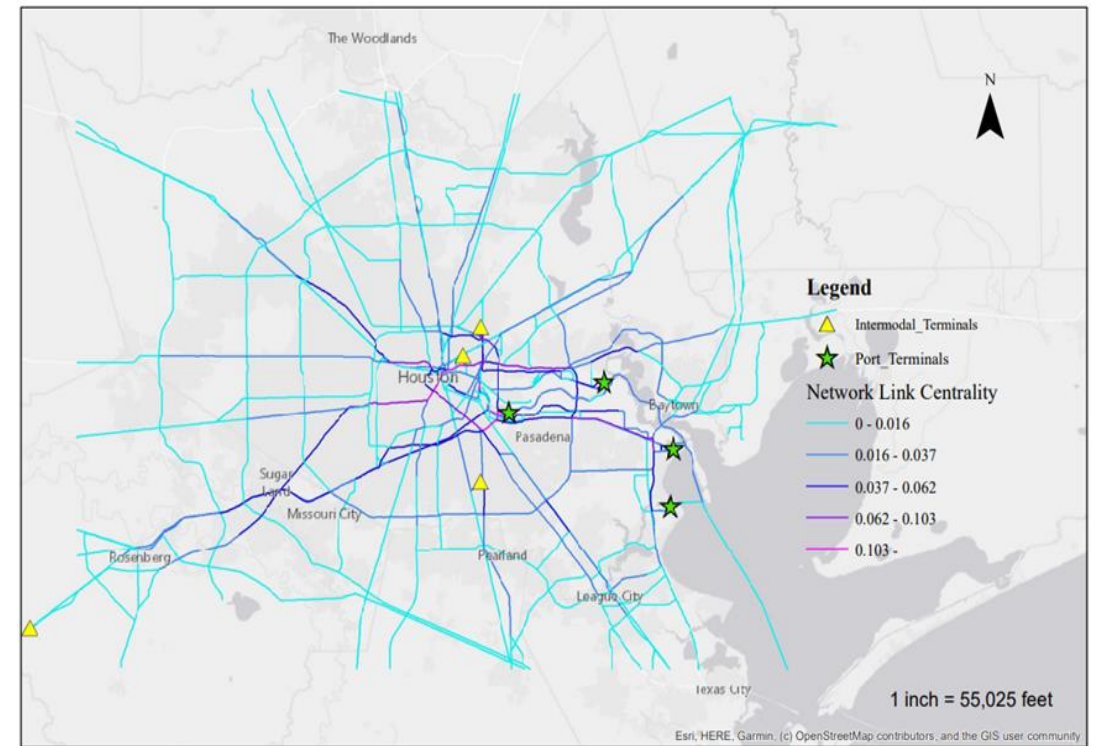 The Woodlands
N
Legend
Intermodal_Terminals
Houston
Port_Terminals
Network Link Centrality
Baytown
0 - 0.016
Pasadena
0.016 - 0.037
Sugar
Land
0.037 - 0.062
Missouri City
0.062 - 0.103
Rosenberg
Pearland
0.103 -
League City
Texas City
1 inch = 55,025 feet
Esri, HERE, Garmin, (c) OpenStreetMap contributors, and the GIS user community